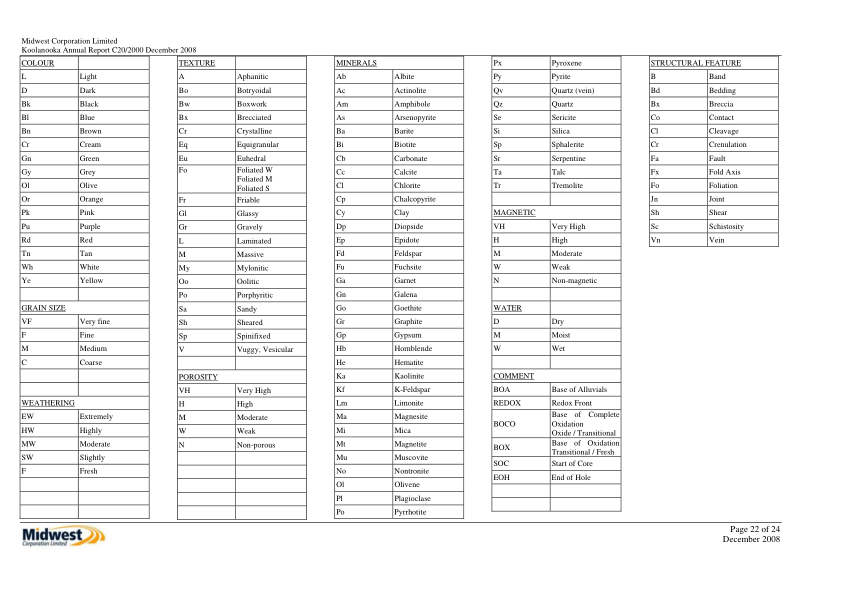 Midwest Corporation Limited
Koolanooka Annual Report C20/2000 December 2008
COLOUR
L Light
D Dark
Bk Black
Bl Blue
Bn Brown
Cr Cream
Gn Green
Gy Grey
Ol Olive
Or Orange
Pk Pink
Pu Purple
Rd Red
Tn Tan
Wh White
Ye Yellow
GRAIN SIZE
VF Very fine
F Fine
M Medium
C Coarse
WEATHERING
EW Extremely
HW Highly
MW Moderate
SW Slightly
F Fresh
TEXTURE
A Aphanitic
Bo Botryoidal
Bw Boxwork
Bx Brecciated
Cr Crystalline
Eq Equigranular
Eu Euhedral
Fo Foliated W
Foliated M
Foliated S
Fr Friable
Gl Glassy
Gr Gravely
L Laminated
M Massive
My Mylonitic
Oo Oolitic
Po Porphyritic
Sa Sandy
Sh Sheared
Sp Spinifixed
V Vuggy, Vesicular
POROSITY
VH Very High
H High
M Moderate
W Weak
N Non-porous
MINERALS
Ab Albite
Ac Actinolite
Am Amphibole
As Arsenopyrite
Ba Barite
Bi Biotite
Cb Carbonate
Cc Calcite
Cl Chlorite
Cp Chalcopyrite
Cy Clay
Dp Diopside
Ep Epidote
Fd Feldspar
Fu Fuchsite
Ga Garnet
Gn Galena
Go Goethite
Gr Graphite
Gp Gypsum
Hb Hornblende
He Hematite
Ka Kaolinite
Kf K-Feldspar
Lm Limonite
Ma Magnesite
Mi Mica
Mt Magnetite
Mu Muscovite
No Nontronite
Ol Olivene
Pl Plagioclase
Po Pyrrhotite
Px Pyroxene
Py Pyrite
Qv Quartz (vein)
Qz Quartz
Se Sericite
Si Silica
Sp Sphalerite
Sr Serpentine
Ta Talc
Tr Tremolite
MAGNETIC
VH Very High
H High
M Moderate
W Weak
N Non-magnetic
WATER
D Dry
M Moist
W Wet
COMMENT
BOA Base of Alluvials
REDOX Redox Front
BOCO Base of Complete
Oxidation
Oxide / Transitional
BOX Base of Oxidation
Transitional / Fresh
SOC Start of Core
EOH End of Hole
STRUCTURAL FEATURE
B Band
Bd Bedding
Bx Breccia
Co Contact
Cl Cleavage
Cr Crenulation
Fa Fault
Fx Fold Axis
Fo Foliation
Jn Joint
Sh Shear
Sc Schistosity
Vn Vein
Midwest
Corporation Limited
Page 22 of 24
December 2008